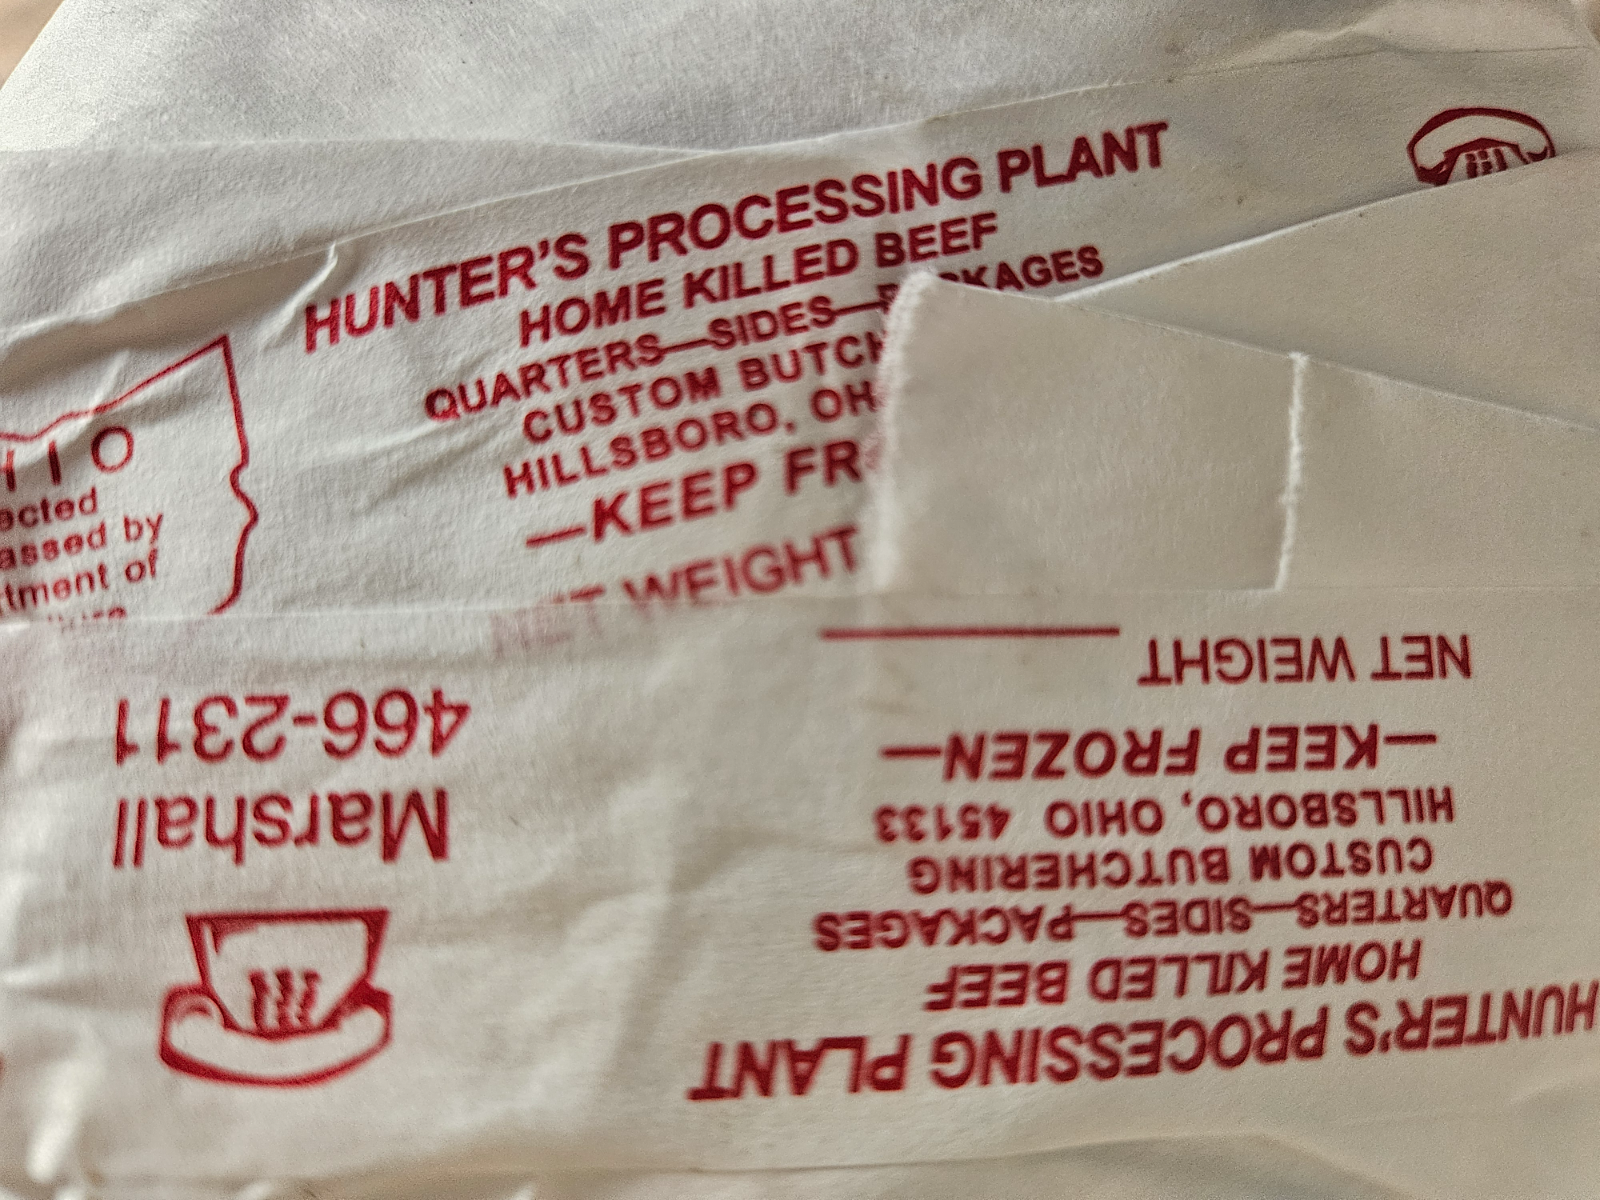 HUNTER'S PROCESSING PLANT
HOME KILLED BEEF
QUARTERS—SIDES—
CUSTOM
HILLSBORO,
—KEEP
NET WEIGHT
by
of
NET WEIGHT
—KEEP FROZEN—
HILLSBORO, OHIO 45133
CUSTOM BUTCHERING
QUARTERS—SIDES—PACKAGES
HOME KILLED BEEF
HUNTER'S PROCESSING PLANT
Marshall
466-2311